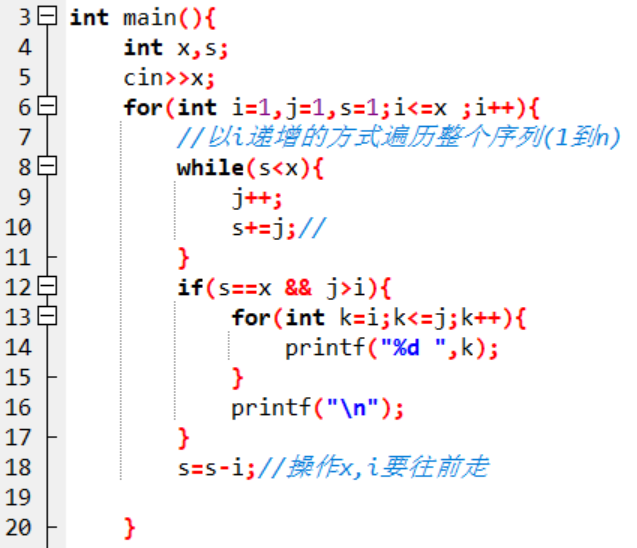 3 int main(){
4 int x,s;
5 cin>>x;
6 for(int i=1,j=1,s=1;i<=x ;i++){
7 //以i递增的方式遍历整个序列(1到n)
8 while(s<x){
9 j++;
10 s+=j;//
11 }
12 if(s==x && j>i){
13 for(int k=i;k<=j;k++){
14 printf("%d ",k);
15 }
16 printf("\n");
17 }
18 s=s-i;//操作x,i要往前走
19
20 }